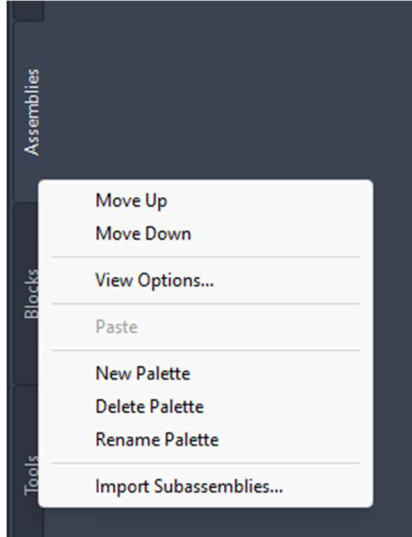 Assemblies
Blocks
Tools
Move Up
Move Down
View Options...
Paste
New Palette
Delete Palette
Rename Palette
Import Subassemblies...